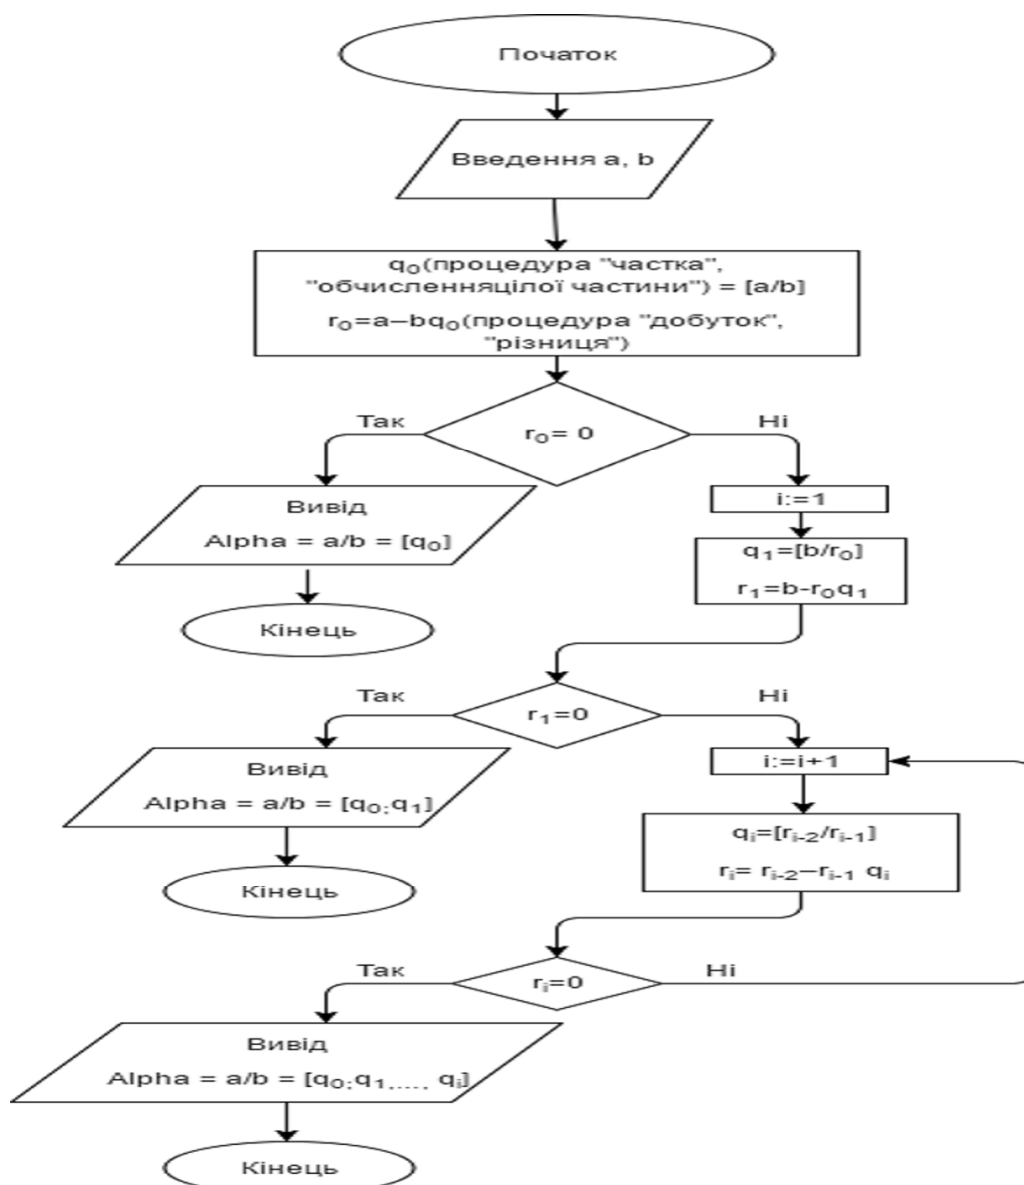 Початок
Введення a, b
q₀(процедура "частка",
"обчисленняцілої частини") = [a/b]
r₀=a–bq₀(процедура "добуток",
"різниця")
Так
Ні
r₀= 0
Вивід
Alpha = a/b = [q₀]
Кінець
i:=1
q₁=[b/r₀]
r₁=b-r₀q₁
Так
Ні
r₁=0
Вивід
Alpha = a/b = [q₀;q₁]
Кінець
i:=i+1
qᵢ=[rᵢ₋₂/rᵢ₋₁]
rᵢ= rᵢ₋₂–rᵢ₋₁ qᵢ
Так
Ні
rᵢ=0
Вивід
Alpha = a/b = [q₀;q₁,...., qᵢ]
Кінець